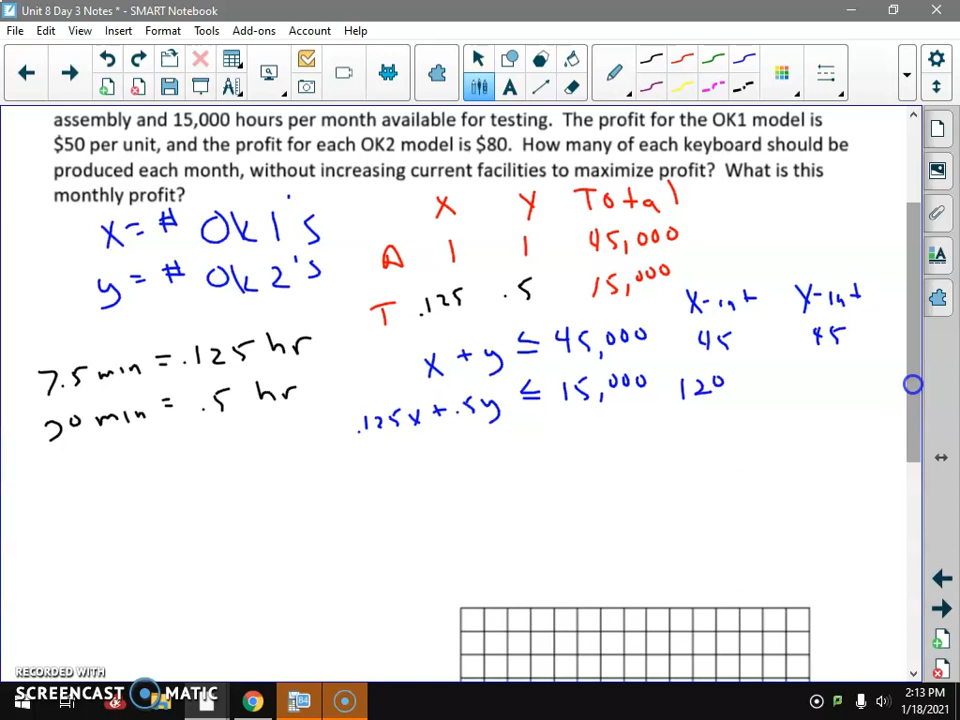 Unit 8 Day 3 Notes * - SMART Notebook
File Edit View Insert Format Tools Add-ons Account Help
assembly and 15,000 hours per month available for testing. The profit for the OK1 model is
$50 per unit, and the profit for each OK2 model is $80. How many of each keyboard should be
produced each month, without increasing current facilities to maximize profit? What is this
monthly profit?
X Y Total
x = # Ok1's
A 1 1 45,000
y = # Ok2's
T .125 .5 15,000
X-int Y-int
x + y ≤ 45,000 45 45
7.5 min = .125 hr
.125x + .5y ≤ 15,000 120
30 min = .5 hr
RECORDED WITH
SCREENCAST MATIC
84
2:13 PM
1/18/2021